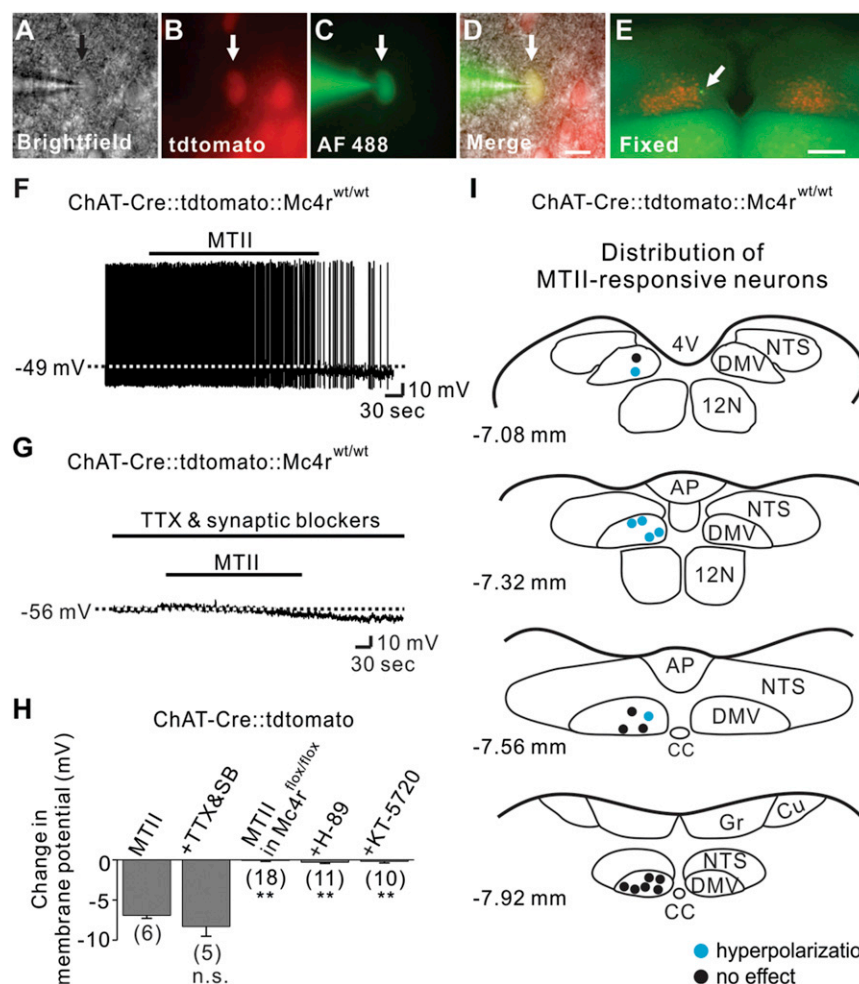 A
Brightfield
B
tdtomato
C
AF 488
D
Merge
E
Fixed
F
ChAT-Cre::tdtomato::Mc4r^wt/wt
MTII
-49 mV
10 mV
30 sec
G
ChAT-Cre::tdtomato::Mc4r^wt/wt
TTX & synaptic blockers
MTII
-56 mV
10 mV
30 sec
H
ChAT-Cre::tdtomato
Change in
membrane potential (mV)
MTII
+TTX&SB
MTII
in Mc4r^flox/flox
+H-89
+KT-5720
0
-5
-10
(6)
(5)
n.s.
(18)
**
(11)
**
(10)
**
I
ChAT-Cre::tdtomato::Mc4r^wt/wt
Distribution of
MTII-responsive neurons
4V
NTS
DMV
12N
-7.08 mm
AP
NTS
DMV
12N
-7.32 mm
AP
NTS
DMV
CC
-7.56 mm
Cu
Gr
NTS
DMV
CC
-7.92 mm
hyperpolarizatio
no effect